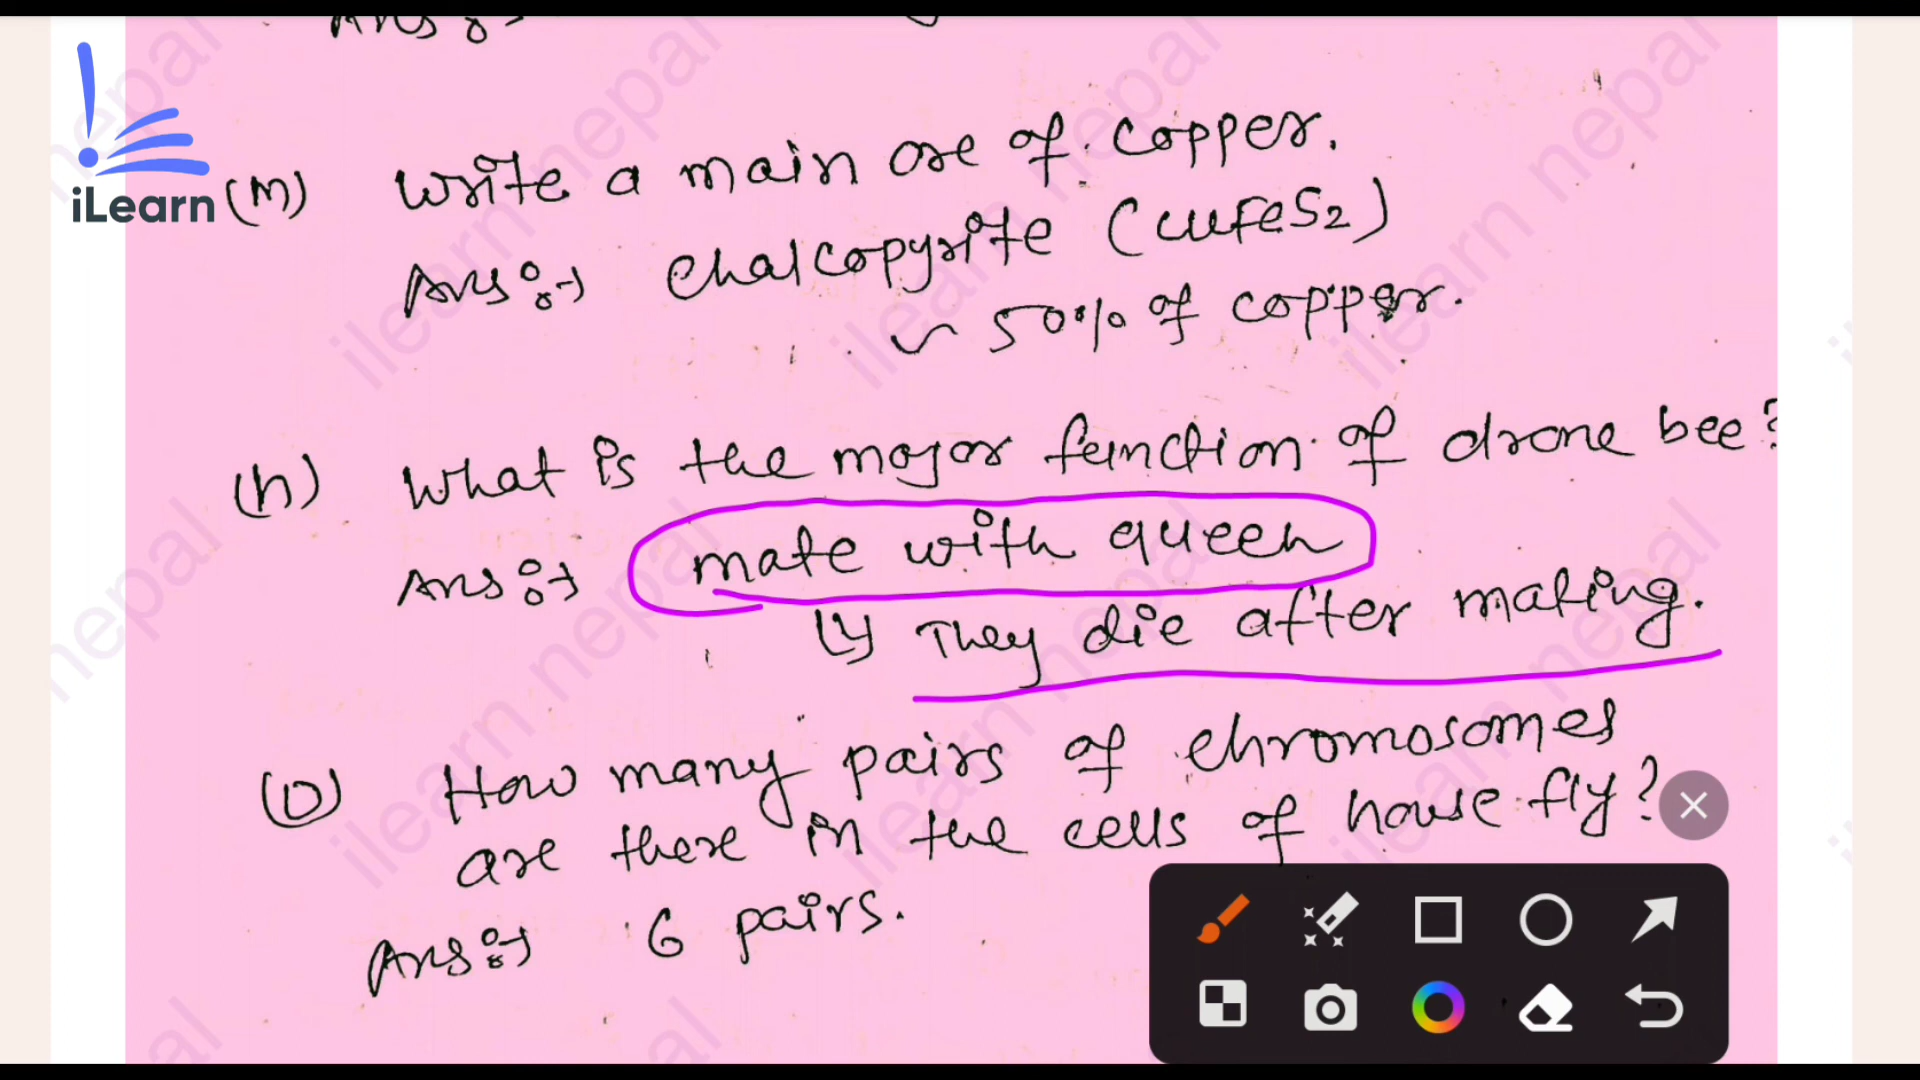 iLearn
(m) Write a main ore of copper.
Ans:→ chalcopyrite (CuFeS2)
50% of copper.
(n) What is the major function of drone bee?
Ans:→ mate with queen
↳ They die after mating.
(o) How many pairs of chromosomes
are there in the cells of house fly?
Ans:→ 6 pairs.